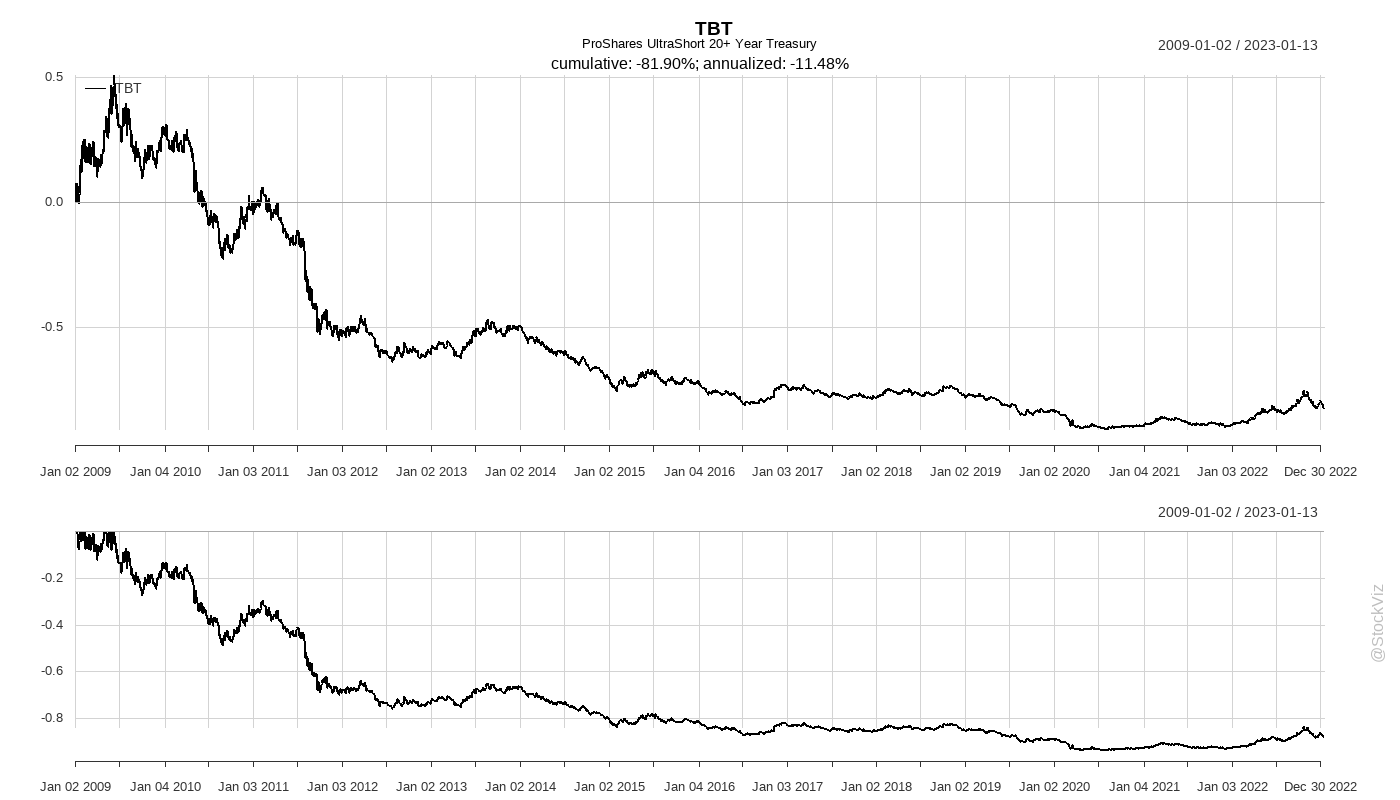 TBT
ProShares UltraShort 20+ Year Treasury
cumulative: -81.90%; annualized: -11.48%
2009-01-02 / 2023-01-13
TBT
0.5
0.0
-0.5
Jan 02 2009 Jan 04 2010 Jan 03 2011 Jan 03 2012 Jan 02 2013 Jan 02 2014 Jan 02 2015 Jan 04 2016 Jan 03 2017 Jan 02 2018 Jan 02 2019 Jan 02 2020 Jan 04 2021 Jan 03 2022 Dec 30 2022
2009-01-02 / 2023-01-13
-0.2
-0.4
-0.6
-0.8
Jan 02 2009 Jan 04 2010 Jan 03 2011 Jan 03 2012 Jan 02 2013 Jan 02 2014 Jan 02 2015 Jan 04 2016 Jan 03 2017 Jan 02 2018 Jan 02 2019 Jan 02 2020 Jan 04 2021 Jan 03 2022 Dec 30 2022
@StockViz